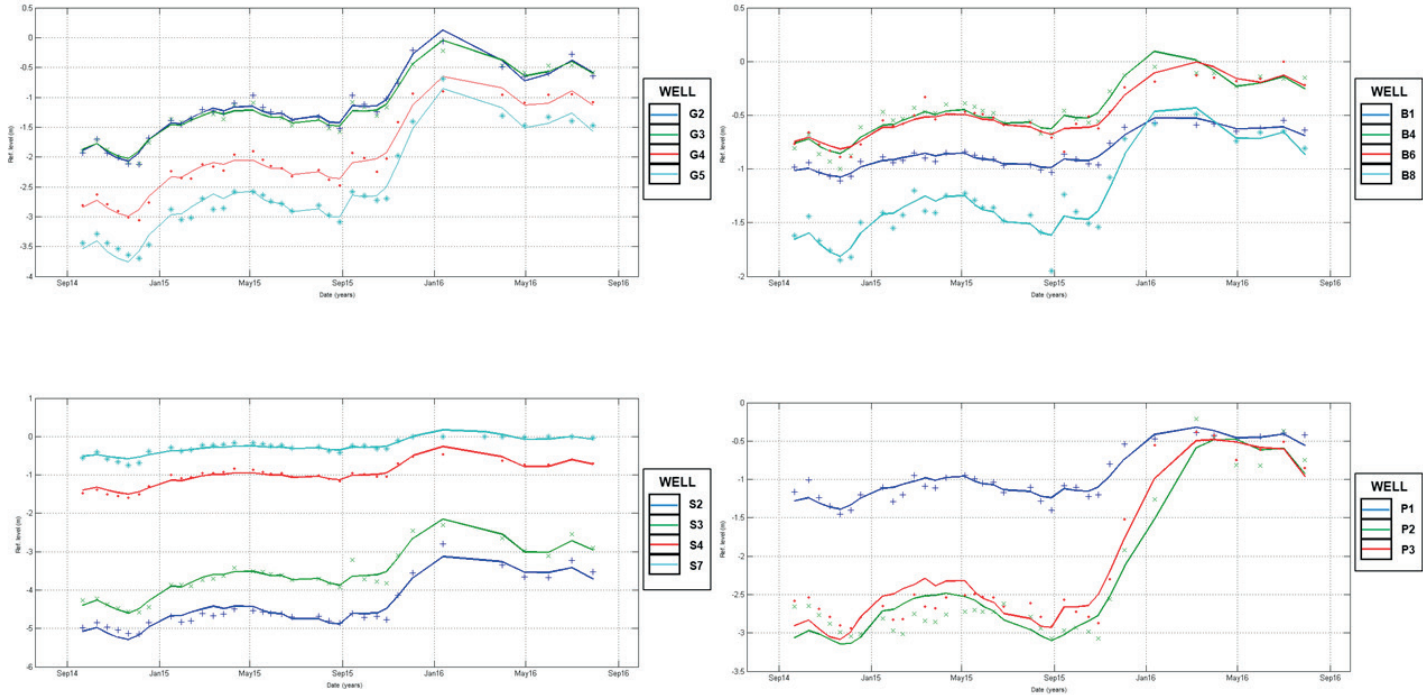 0.5
0
-0.5
-1
-1.5
-2
-2.5
-3
-3.5
-4
Ref. level (m)
Sep14 Jan15 May15 Sep15 Jan16 May16 Sep16
Date (years)
WELL
G2
G3
G4
G5
0.5
0
-0.5
-1
-1.5
-2
Ref. level (m)
Sep14 Jan15 May15 Sep15 Jan16 May16 Sep16
Date (years)
WELL
B1
B4
B6
B8
1
0
-1
-2
-3
-4
-5
-6
Ref. level (m)
Sep14 Jan15 May15 Sep15 Jan16 May16 Sep16
Date (years)
WELL
S2
S3
S4
S7
0
-0.5
-1
-1.5
-2
-2.5
-3
-3.5
Ref. level (m)
Sep14 Jan15 May15 Sep15 Jan16 May16 Sep16
Date (years)
WELL
P1
P2
P3